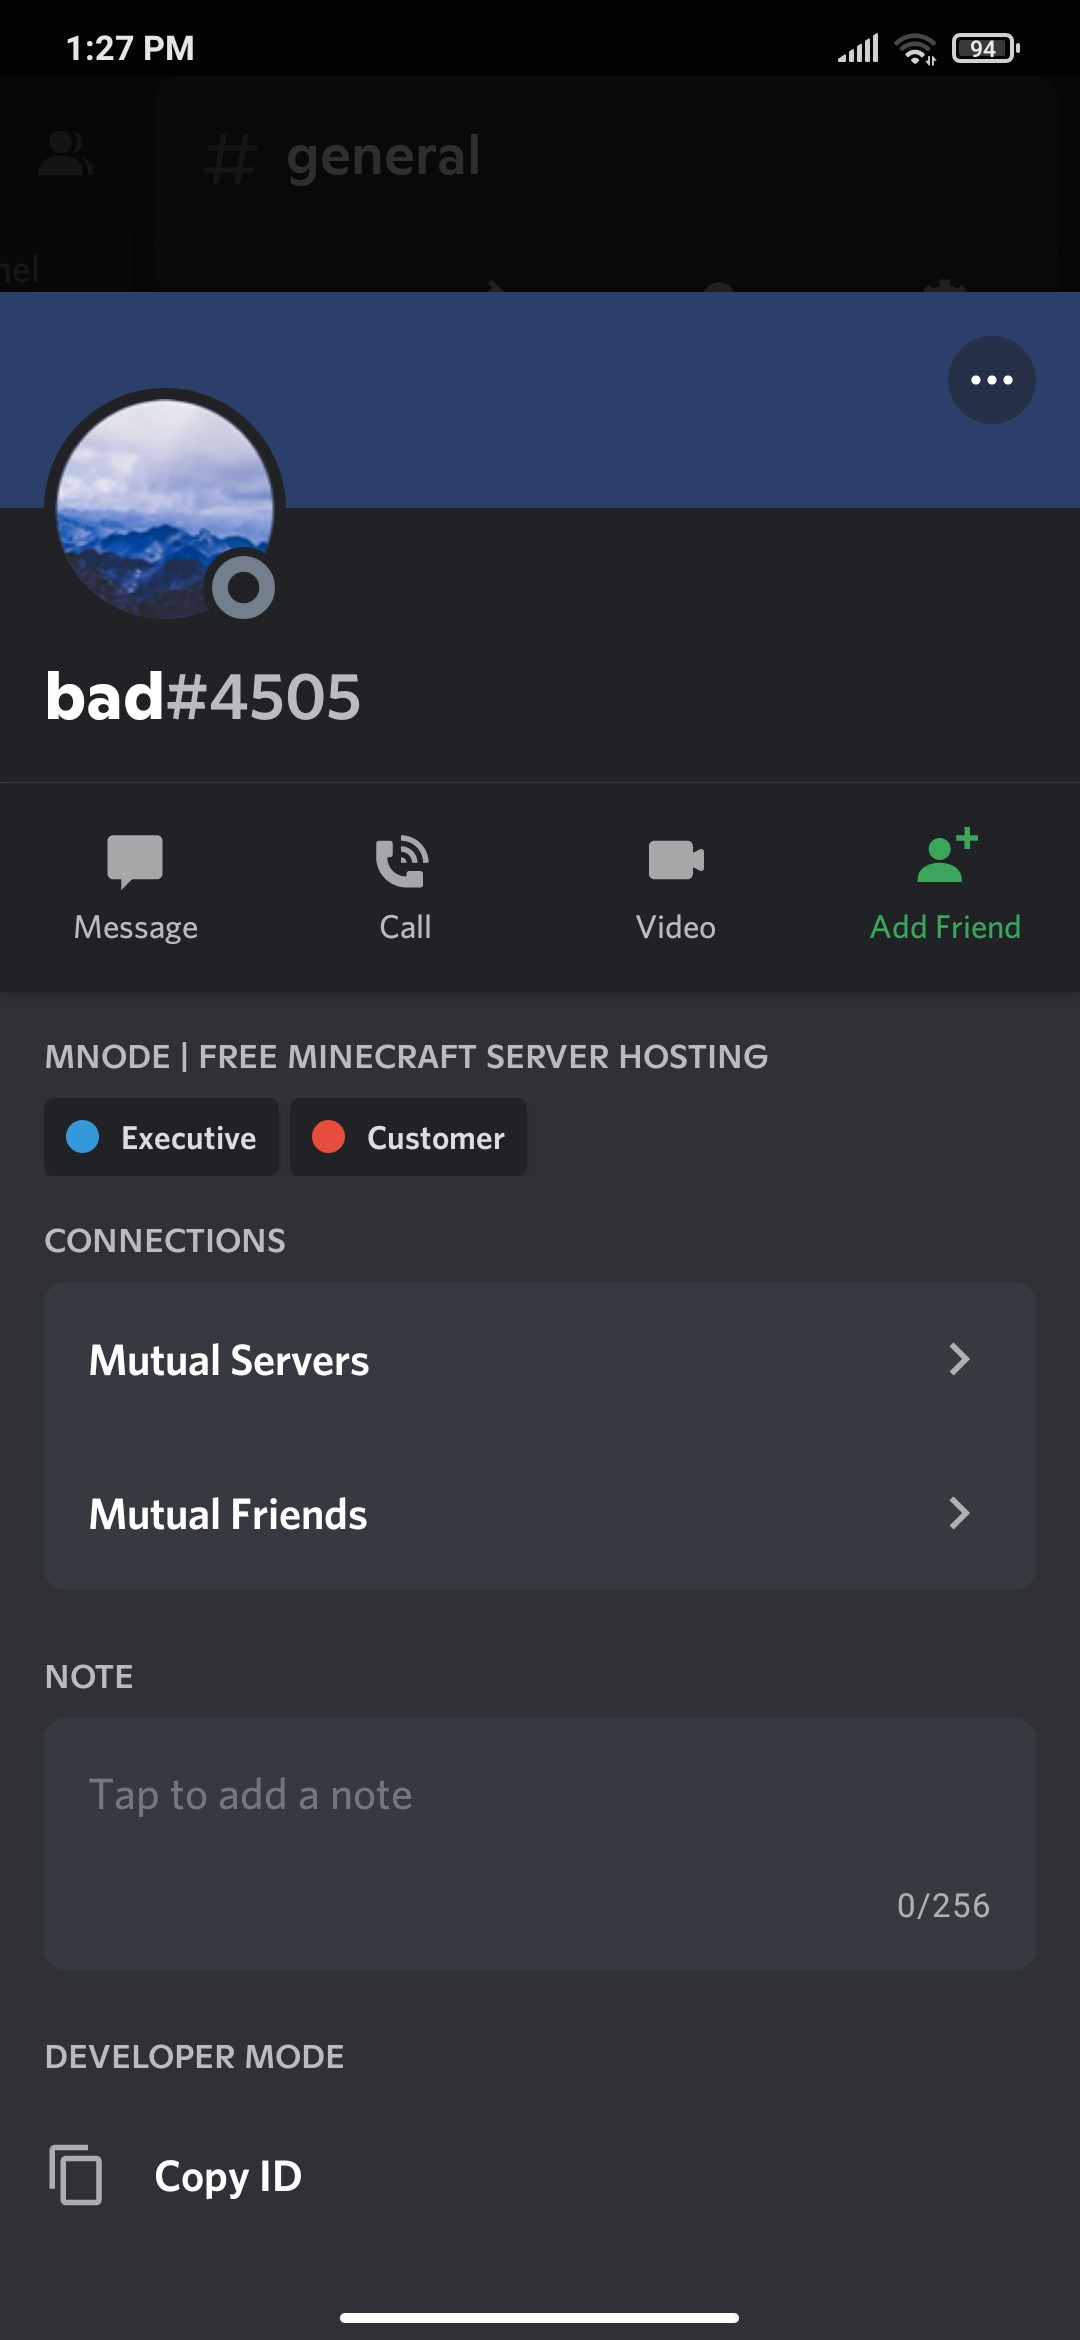 1:27 PM
94
# general
nel
bad#4505
Message
Call
Video
Add Friend
MNODE | FREE MINECRAFT SERVER HOSTING
Executive
Customer
CONNECTIONS
Mutual Servers
Mutual Friends
NOTE
Tap to add a note
0/256
DEVELOPER MODE
Copy ID